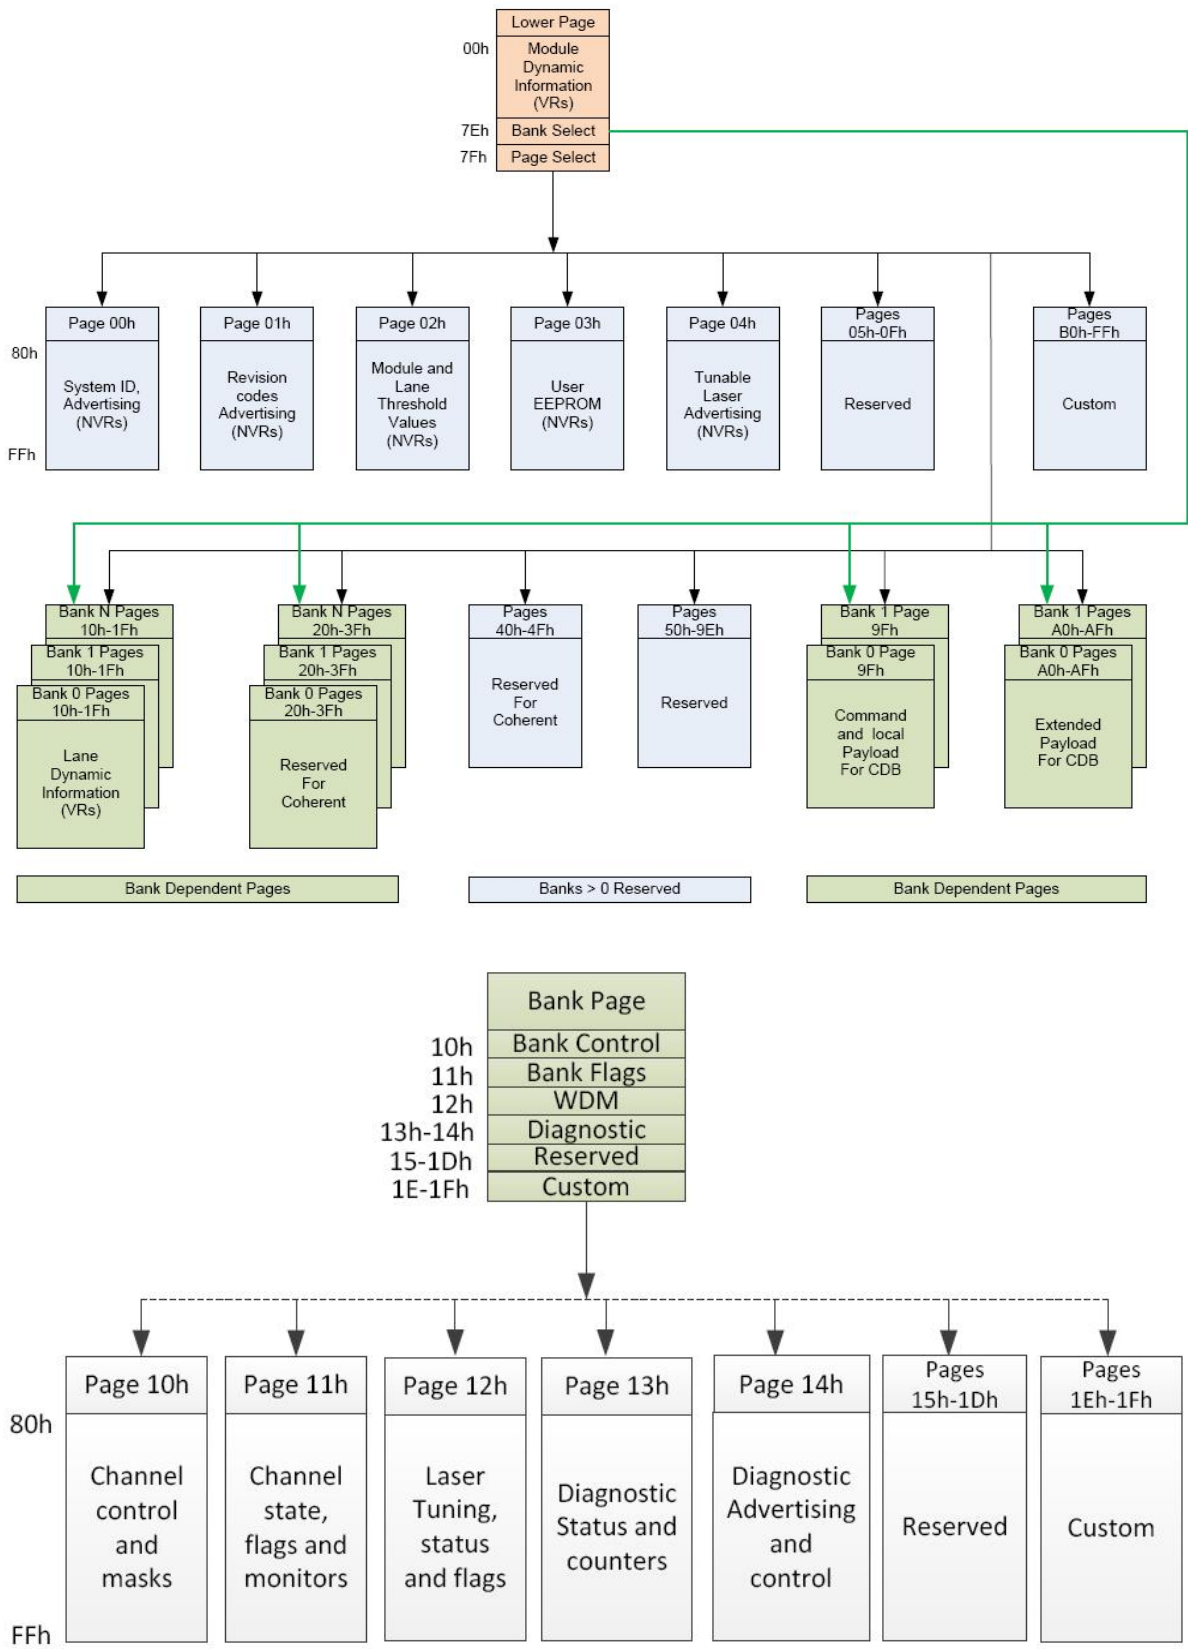 Lower Page
00h
Module
Dynamic
Information
(VRs)
7Eh
Bank Select
7Fh
Page Select
Page 00h
Page 01h
Page 02h
Page 03h
Page 04h
Pages
05h-0Fh
Pages
B0h-FFh
80h
System ID,
Advertising
(NVRs)
Revision
codes
Advertising
(NVRs)
Module and
Lane
Threshold
Values
(NVRs)
User
EEPROM
(NVRs)
Tunable
Laser
Advertising
(NVRs)
Reserved
Custom
FFh
Bank N Pages
10h-1Fh
Bank 1 Pages
10h-1Fh
Bank 0 Pages
10h-1Fh
Lane
Dynamic
Information
(VRs)
Bank N Pages
20h-3Fh
Bank 1 Pages
20h-3Fh
Bank 0 Pages
20h-3Fh
Reserved
For
Coherent
Pages
40h-4Fh
Reserved
For
Coherent
Pages
50h-9Eh
Reserved
Bank 1 Page
9Fh
Bank 0 Page
9Fh
Command
and local
Payload
For CDB
Bank 1 Pages
A0h-AFh
Bank 0 Pages
A0h-AFh
Extended
Payload
For CDB
Bank Dependent Pages
Banks > 0 Reserved
Bank Dependent Pages
Bank Page
10h
Bank Control
11h
Bank Flags
12h
WDM
13h-14h
Diagnostic
15-1Dh
Reserved
1E-1Fh
Custom
Page 10h
Page 11h
Page 12h
Page 13h
Page 14h
Pages
15h-1Dh
Pages
1Eh-1Fh
80h
Channel
control
and
masks
Channel
state,
flags and
monitors
Laser
Tuning,
status
and flags
Diagnostic
Status and
counters
Diagnostic
Advertising
and
control
Reserved
Custom
FFh